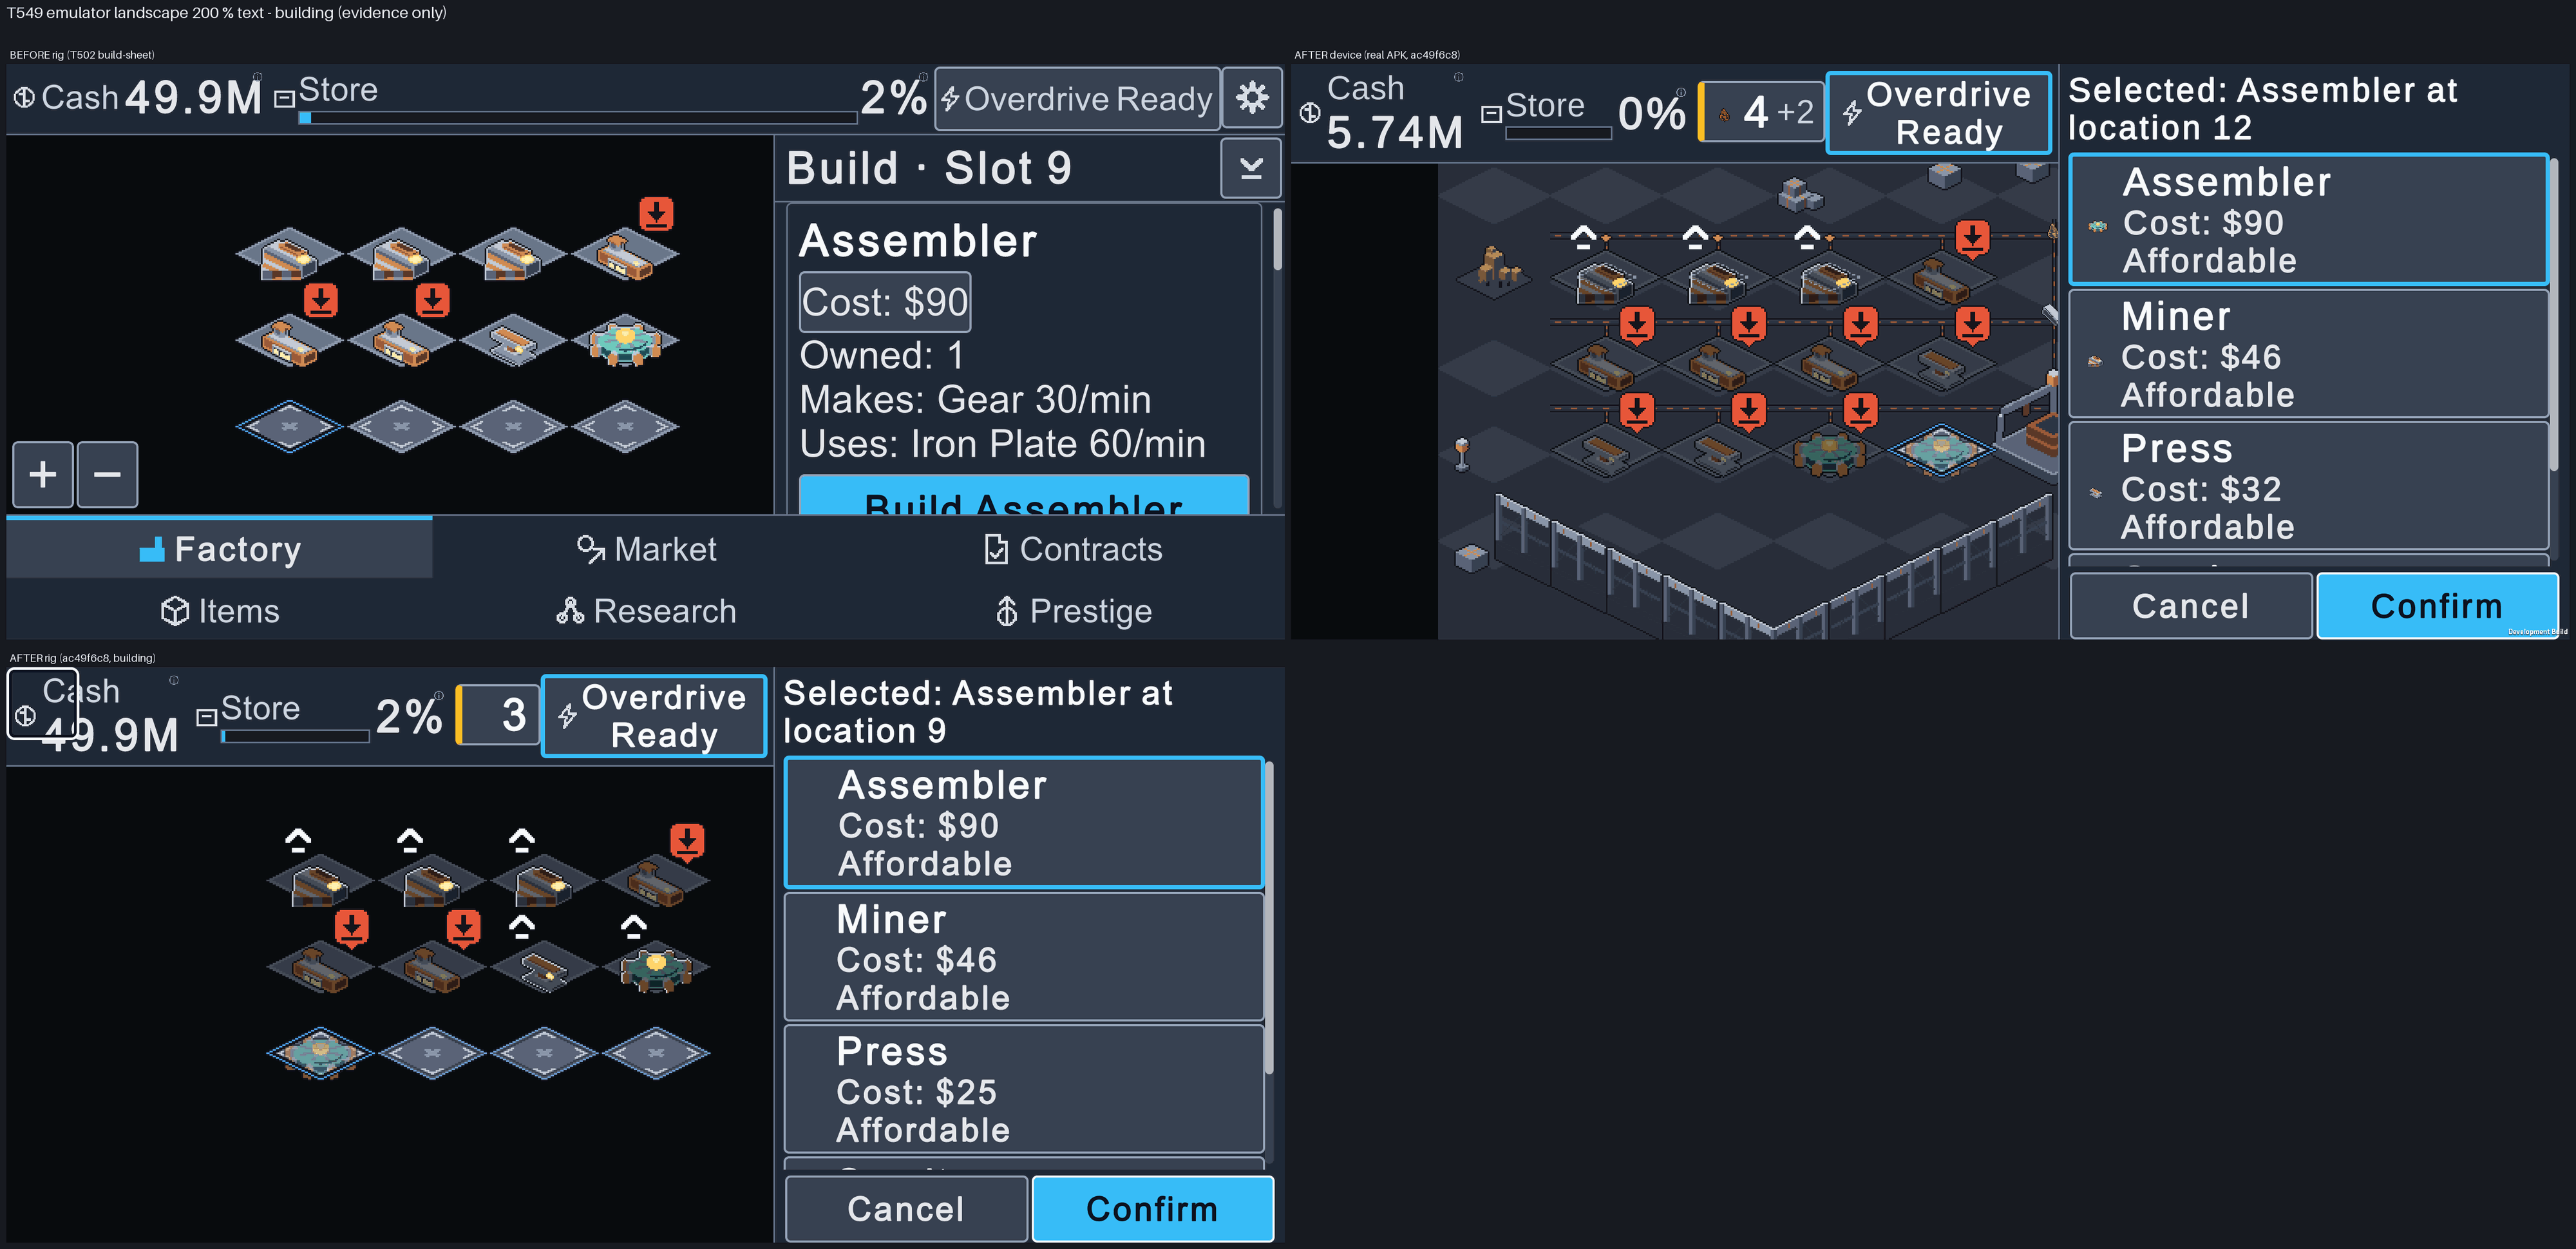 T549 emulator landscape 200 % text - building (evidence only)
BEFORE rig (T502 build-sheet)
Cash 49.9M
Store
2%
Overdrive Ready
Build · Slot 9
Assembler
Cost: $90
Owned: 1
Makes: Gear 30/min
Uses: Iron Plate 60/min
Build Assembler
+
−
Factory
Market
Contracts
Items
Research
Prestige
AFTER device (real APK, ac49f6c8)
Cash
5.74M
Store
0%
4 +2
Overdrive
Ready
Selected: Assembler at
location 12
Assembler
Cost: $90
Affordable
Miner
Cost: $46
Affordable
Press
Cost: $32
Affordable
Cancel
Confirm
Development Build
AFTER rig (ac49f6c8, building)
Cash
49.9M
Store
2%
3
Overdrive
Ready
Selected: Assembler at
location 9
Assembler
Cost: $90
Affordable
Miner
Cost: $46
Affordable
Press
Cost: $25
Affordable
Cancel
Confirm